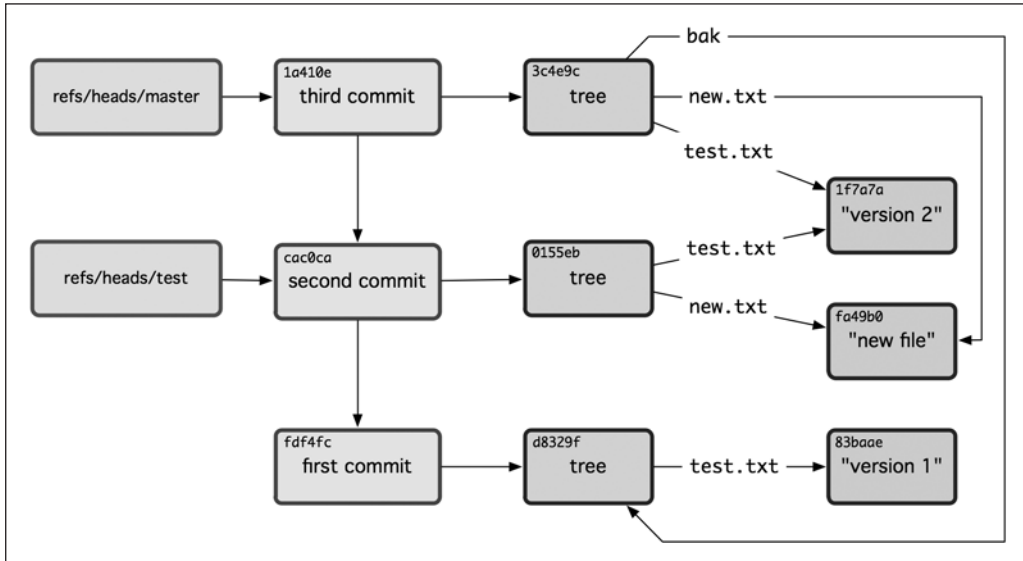 bak
1a410e
3c4e9c
refs/heads/master
third commit
tree
new.txt
test.txt
1f7a7a
"version 2"
cac0ca
0155eb
test.txt
refs/heads/test
second commit
tree
new.txt
fa49b0
"new file"
fdf4fc
d8329f
83baae
first commit
tree
test.txt
"version 1"